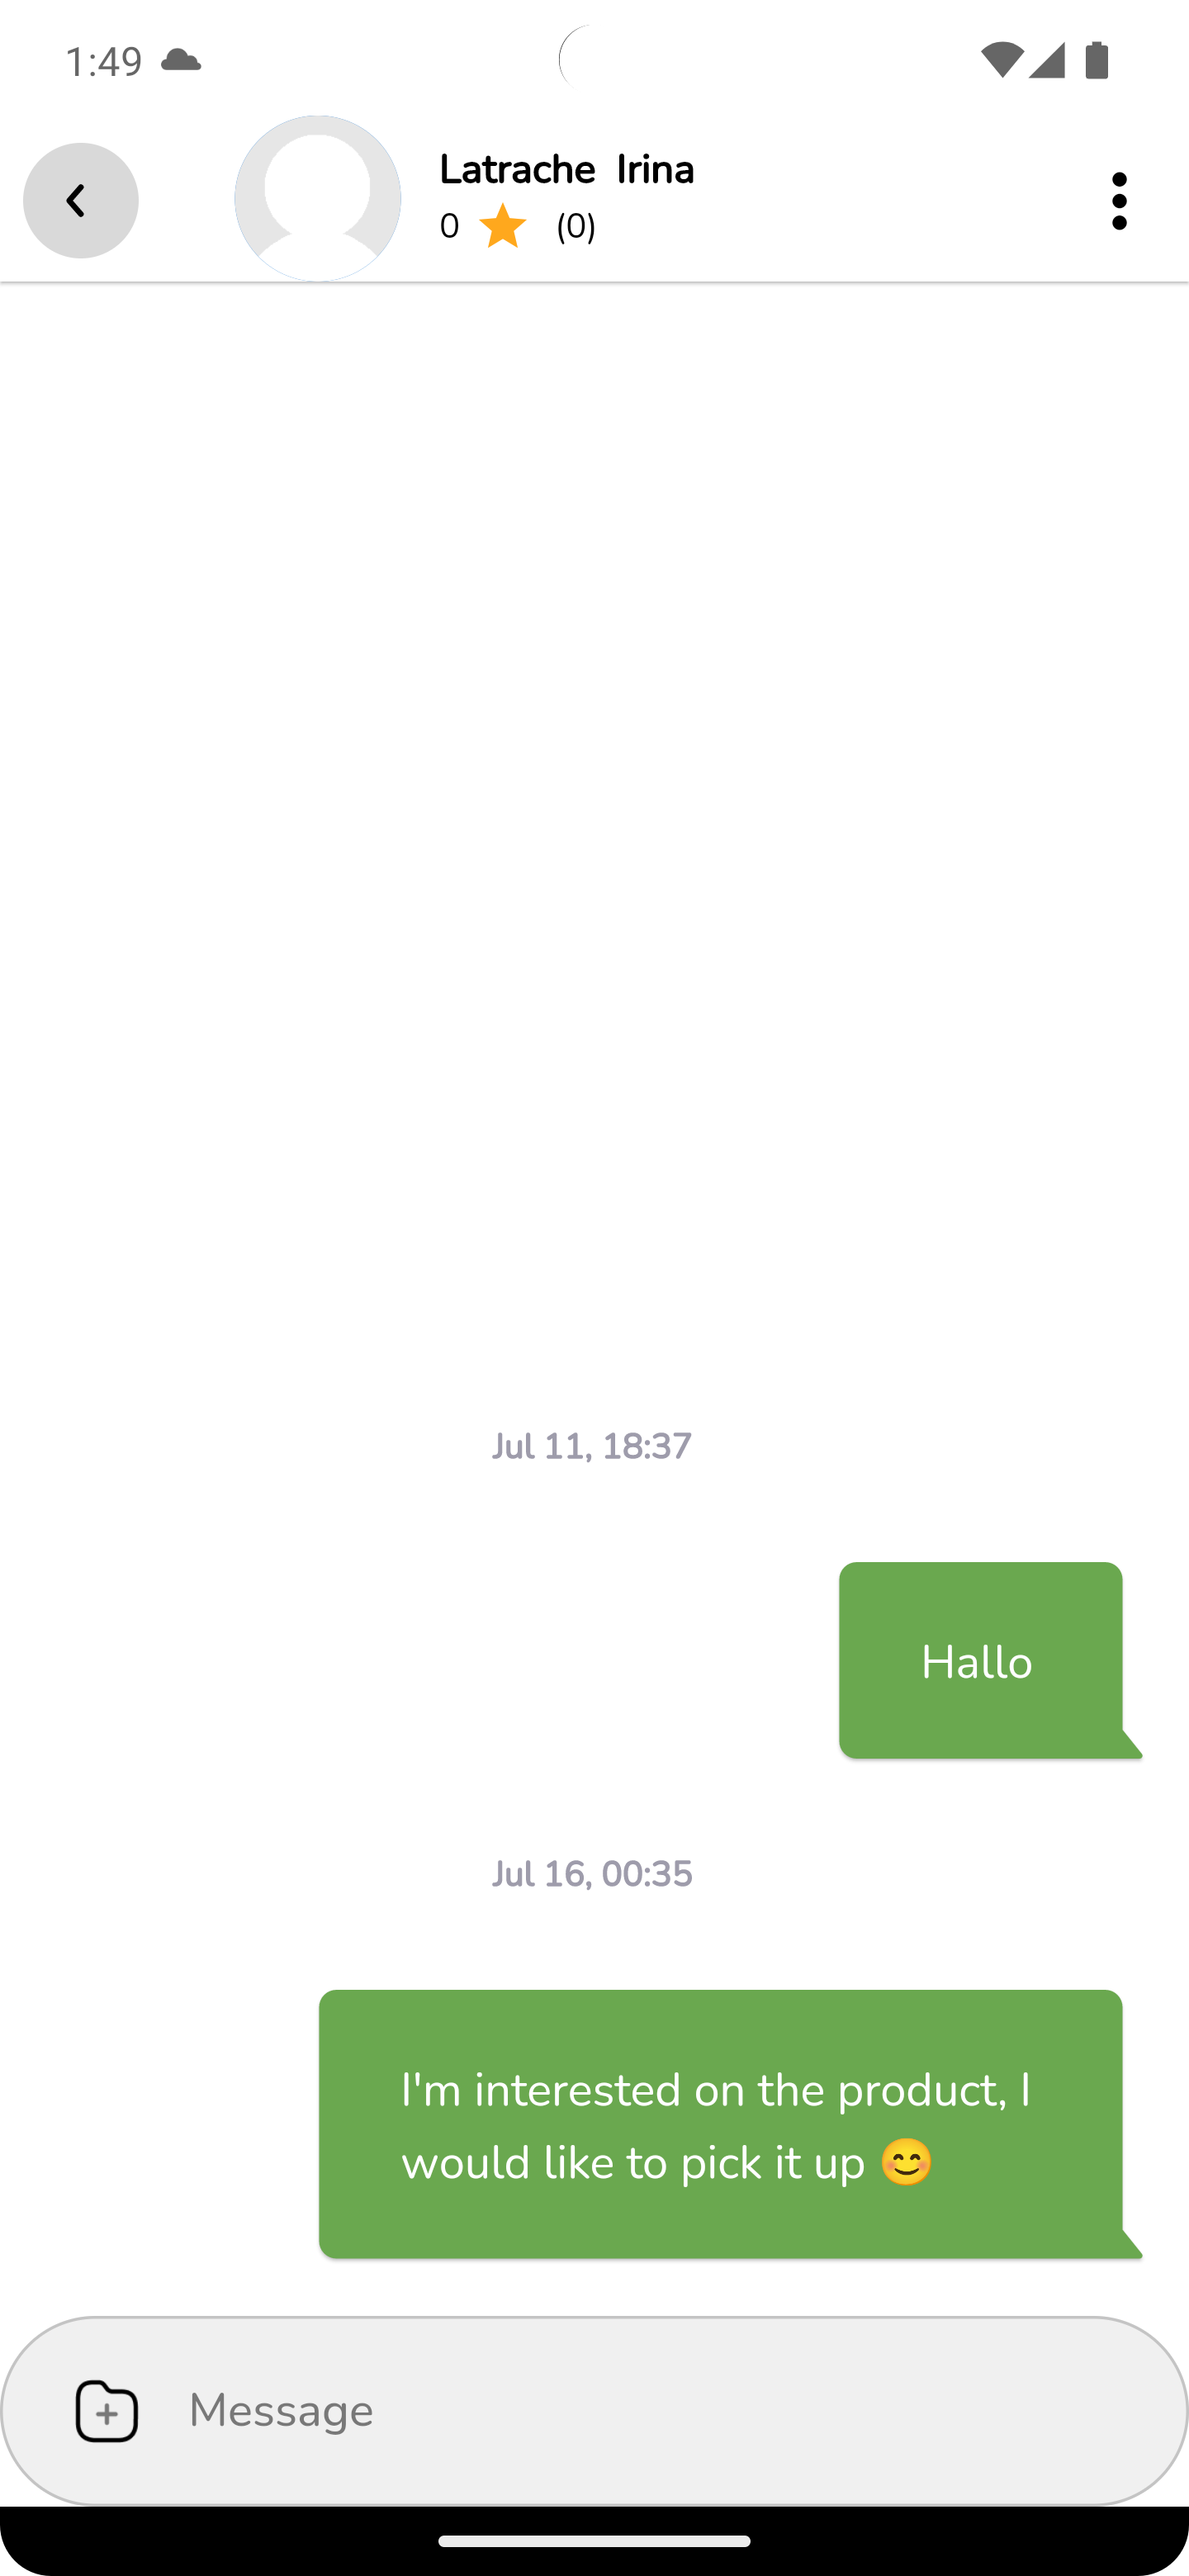 1:49
Latrache Irina
0 (0)
Jul 11, 18:37
Hallo
Jul 16, 00:35
I'm interested on the product, I
would like to pick it up 😊
Message